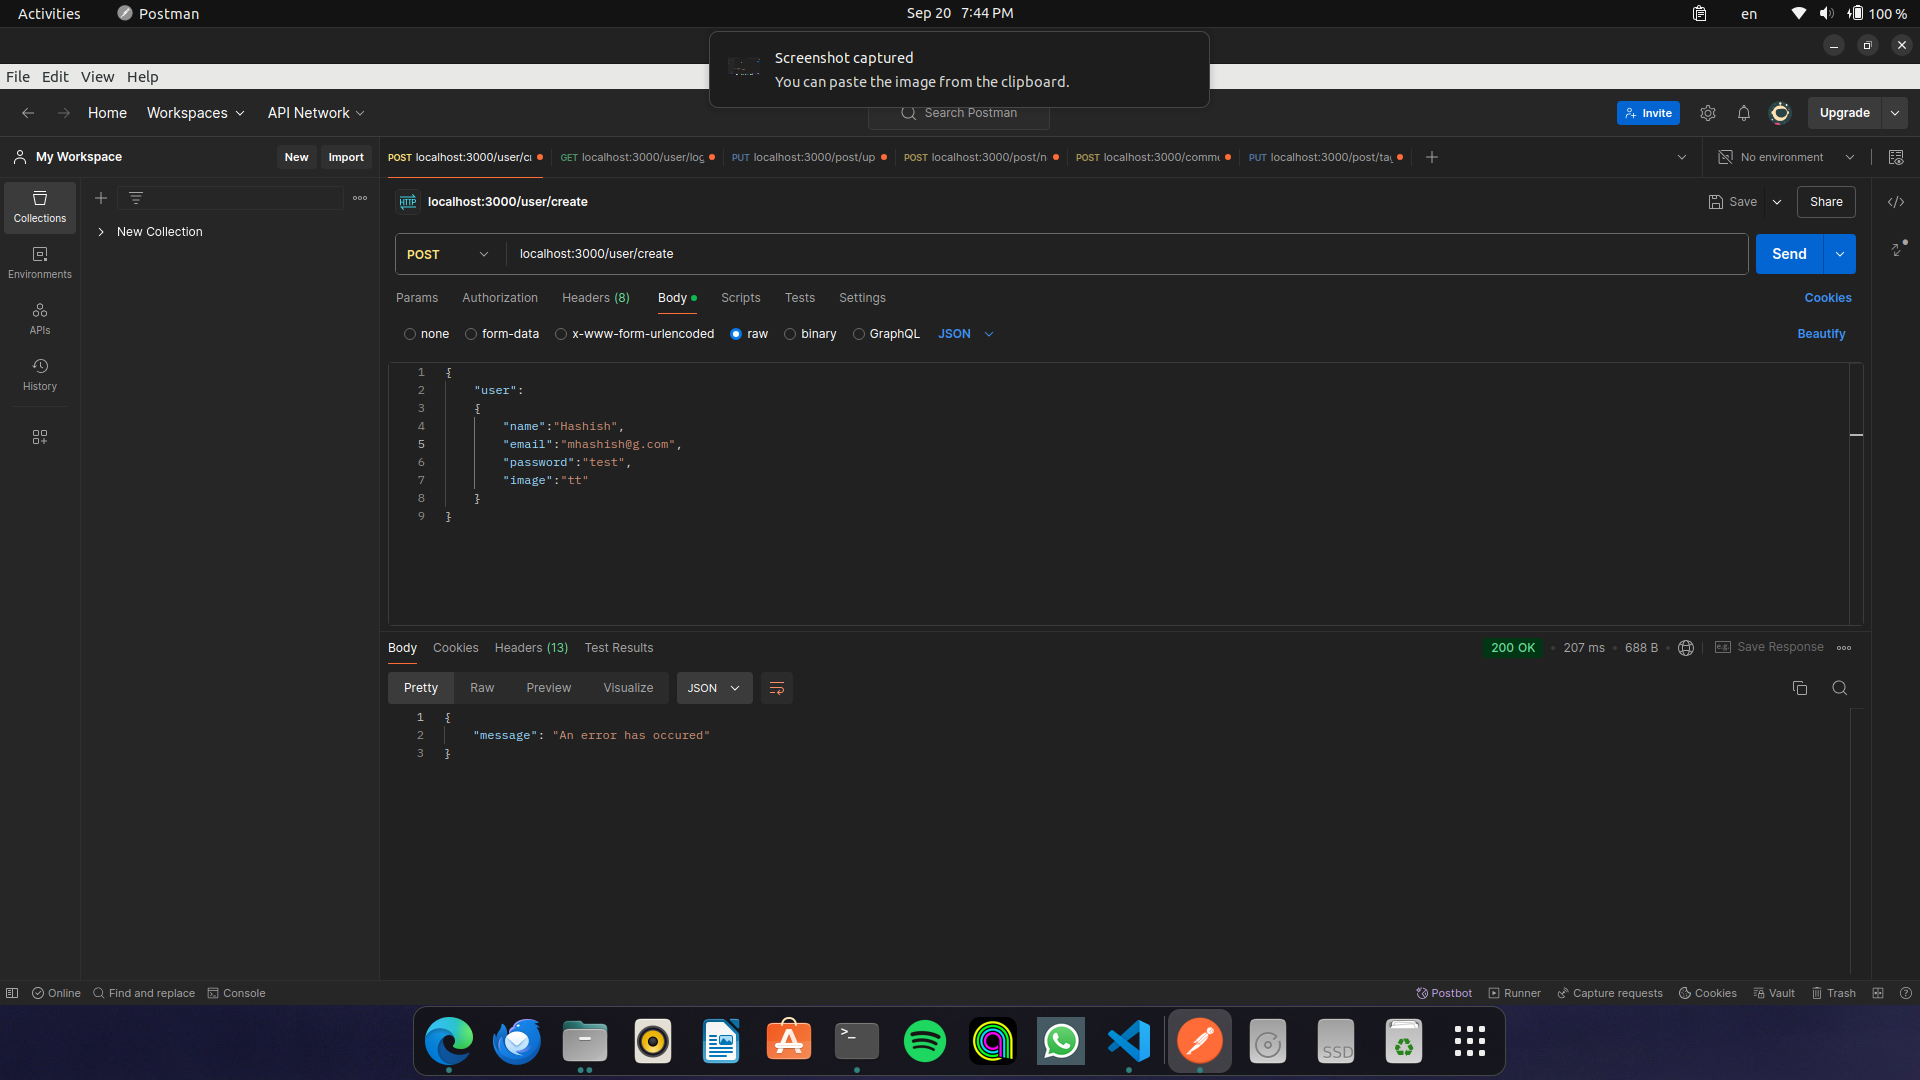 Activities Postman Sep 20 7:44 PM en 100 %
Screenshot captured
You can paste the image from the clipboard.
File Edit View Help
Home Workspaces API Network Search Postman Invite Upgrade
My Workspace New Import POST localhost:3000/user/cr GET localhost:3000/user/log PUT localhost:3000/post/up POST localhost:3000/post/n POST localhost:3000/comme PUT localhost:3000/post/tag No environment
HTTP localhost:3000/user/create Save Share
Collections
New Collection
POST localhost:3000/user/create Send
Environments
Params Authorization Headers (8) Body Scripts Tests Settings Cookies
APIs
none form-data x-www-form-urlencoded raw binary GraphQL JSON Beautify
History
1 {
2 "user":
3 {
4 "name":"Hashish",
5 "email":"mhashish@g.com",
6 "password":"test",
7 "image":"tt"
8 }
9 }
Body Cookies Headers (13) Test Results 200 OK 207 ms 688 B e.g. Save Response
Pretty Raw Preview Visualize JSON
1 {
2 "message": "An error has occured"
3 }
Online Find and replace Console Postbot Runner Capture requests Cookies Vault Trash
SSD